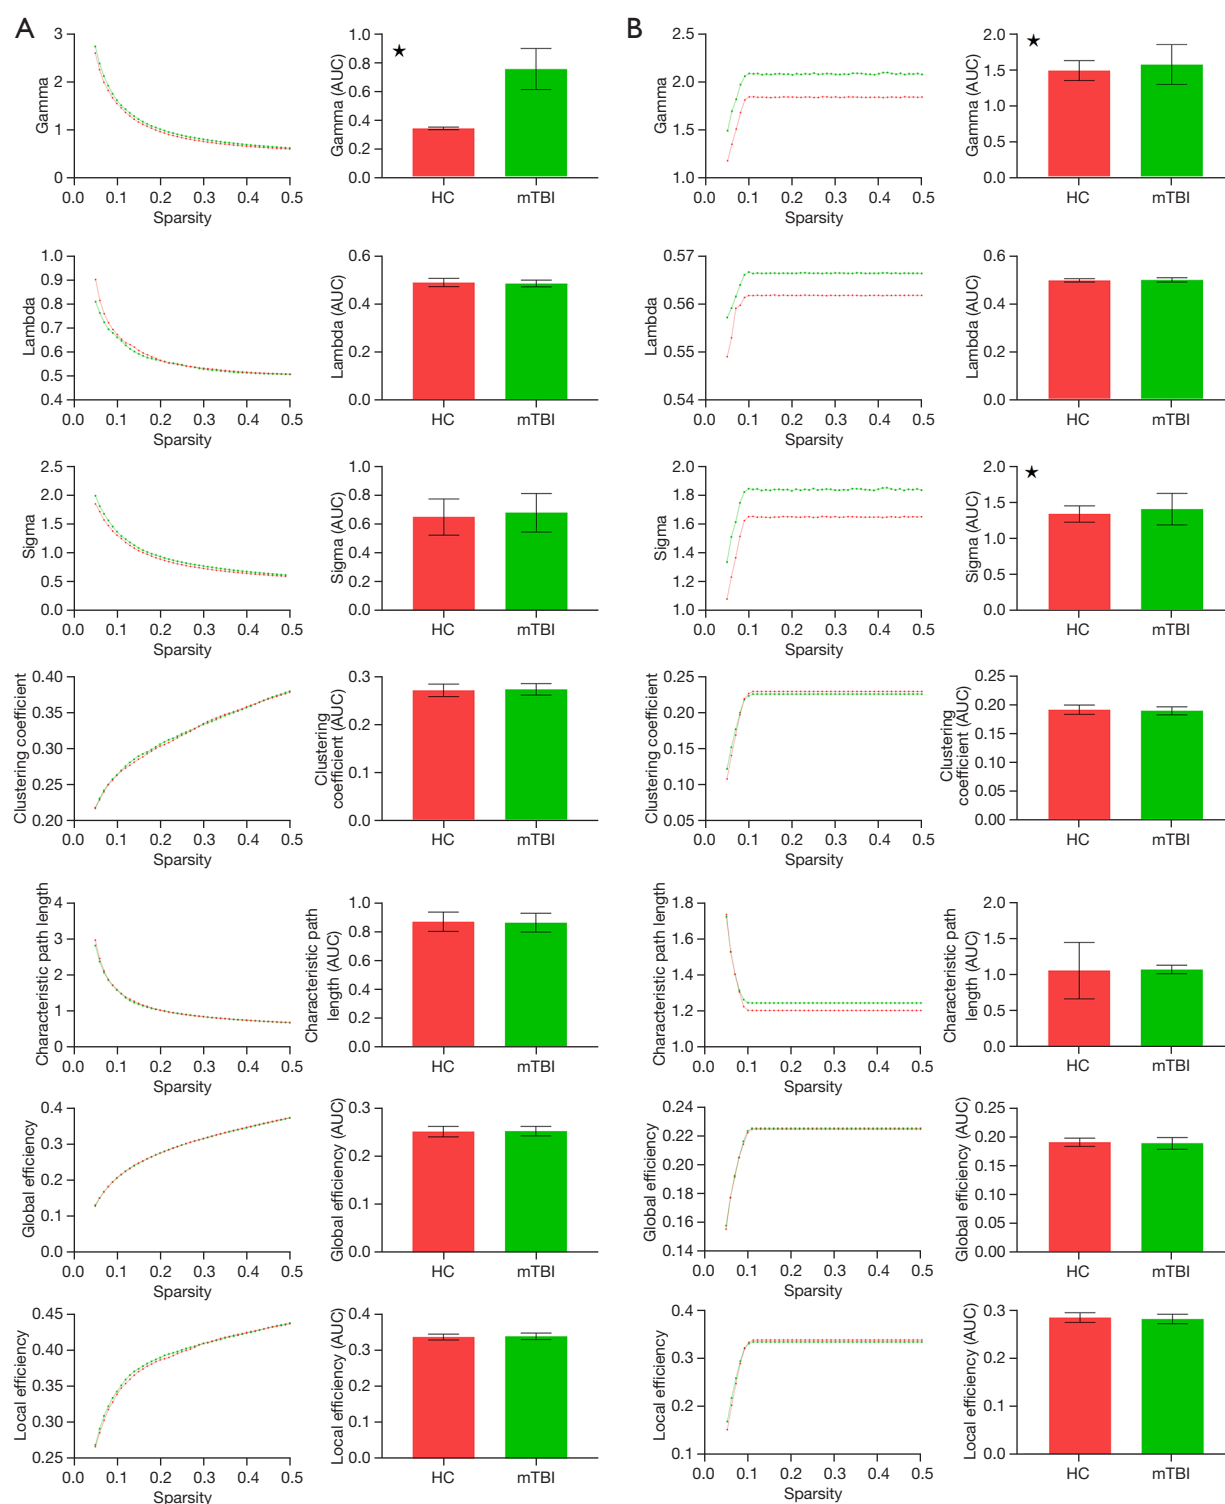 A
B
Gamma
3
2
1
0
0.0 0.1 0.2 0.3 0.4 0.5
Sparsity
Gamma (AUC)
1.0
0.8
0.6
0.4
0.2
0.0
★
HC mTBI
Gamma
2.5
2.0
1.5
1.0
0.0 0.1 0.2 0.3 0.4 0.5
Sparsity
Gamma (AUC)
2.0
1.5
1.0
0.5
0.0
★
HC mTBI
Lambda
1.0
0.9
0.8
0.7
0.6
0.5
0.4
0.0 0.1 0.2 0.3 0.4 0.5
Sparsity
Lambda (AUC)
0.6
0.4
0.2
0.0
HC mTBI
Lambda
0.57
0.56
0.55
0.54
0.0 0.1 0.2 0.3 0.4 0.5
Sparsity
Lambda (AUC)
0.6
0.4
0.2
0.0
HC mTBI
Sigma
2.5
2.0
1.5
1.0
0.5
0.0
0.0 0.1 0.2 0.3 0.4 0.5
Sparsity
Sigma (AUC)
1.0
0.8
0.6
0.4
0.2
0.0
HC mTBI
Sigma
2.0
1.8
1.6
1.4
1.2
1.0
0.0 0.1 0.2 0.3 0.4 0.5
Sparsity
Sigma (AUC)
2.0
1.5
1.0
0.5
0.0
★
HC mTBI
Clustering coefficient
0.40
0.35
0.30
0.25
0.20
0.0 0.1 0.2 0.3 0.4 0.5
Sparsity
Clustering
coefficient (AUC)
0.3
0.2
0.1
0.0
HC mTBI
Clustering coefficient
0.25
0.20
0.15
0.10
0.05
0.0 0.1 0.2 0.3 0.4 0.5
Sparsity
Clustering
coefficient (AUC)
0.25
0.20
0.15
0.10
0.05
0.00
HC mTBI
Characteristic path length
4
3
2
1
0
0.0 0.1 0.2 0.3 0.4 0.5
Sparsity
Characteristic path
length (AUC)
1.0
0.8
0.6
0.4
0.2
0.0
HC mTBI
Characteristic path length
1.8
1.6
1.4
1.2
1.0
0.0 0.1 0.2 0.3 0.4 0.5
Sparsity
Characteristic path
length (AUC)
2.0
1.5
1.0
0.5
0.0
HC mTBI
Global efficiency
0.4
0.3
0.2
0.1
0.0
0.0 0.1 0.2 0.3 0.4 0.5
Sparsity
Global efficiency (AUC)
0.3
0.2
0.1
0.0
HC mTBI
Global efficiency
0.24
0.22
0.20
0.18
0.16
0.14
0.0 0.1 0.2 0.3 0.4 0.5
Sparsity
Global efficiency (AUC)
0.25
0.20
0.15
0.10
0.05
0.00
HC mTBI
Local efficiency
0.45
0.40
0.35
0.30
0.25
0.0 0.1 0.2 0.3 0.4 0.5
Sparsity
Local efficiency (AUC)
0.4
0.3
0.2
0.1
0.0
HC mTBI
Local efficiency
0.4
0.3
0.2
0.1
0.0 0.1 0.2 0.3 0.4 0.5
Sparsity
Local efficiency (AUC)
0.3
0.2
0.1
0.0
HC mTBI